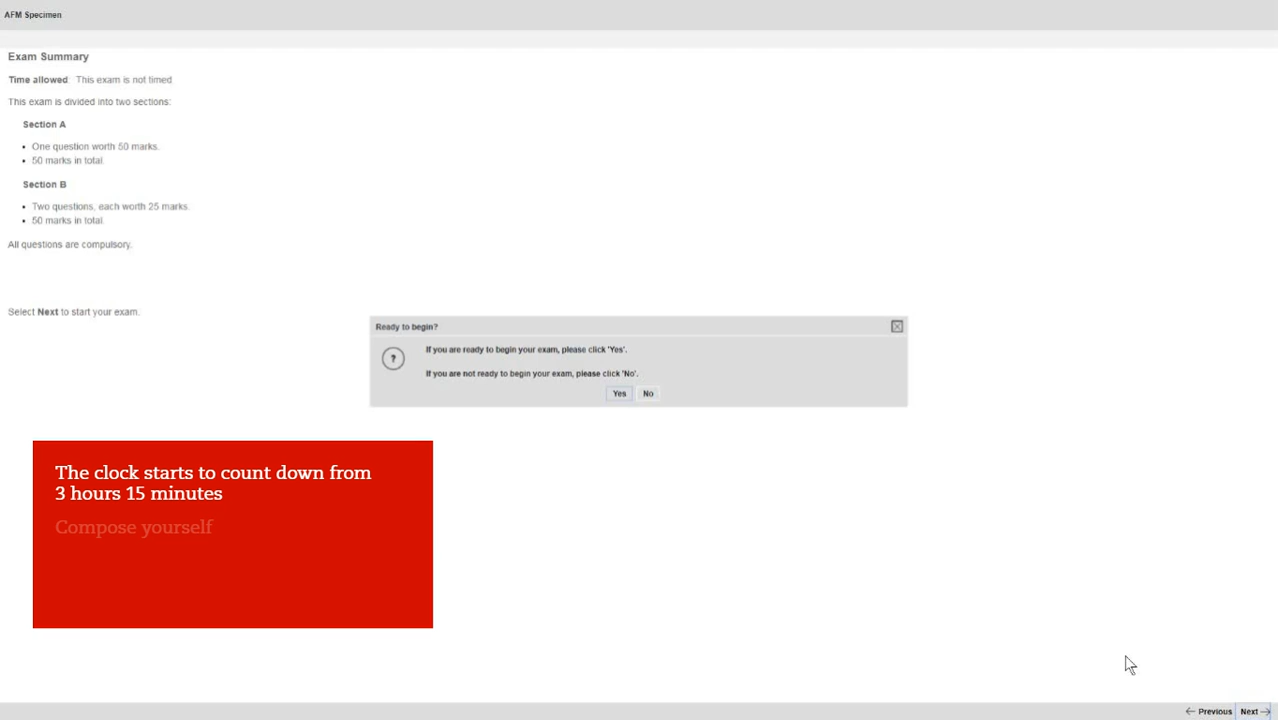 AFM Specimen
Exam Summary
Time allowed: This exam is not timed
This exam is divided into two sections:
Section A
• One question worth 50 marks.
• 50 marks in total.
Section B
• Two questions, each worth 25 marks.
• 50 marks in total.
All questions are compulsory.
Select Next to start your exam.
Ready to begin?
?
If you are ready to begin your exam, please click 'Yes'.
If you are not ready to begin your exam, please click 'No'.
Yes No
The clock starts to count down from
3 hours 15 minutes
Compose yourself
Previous Next